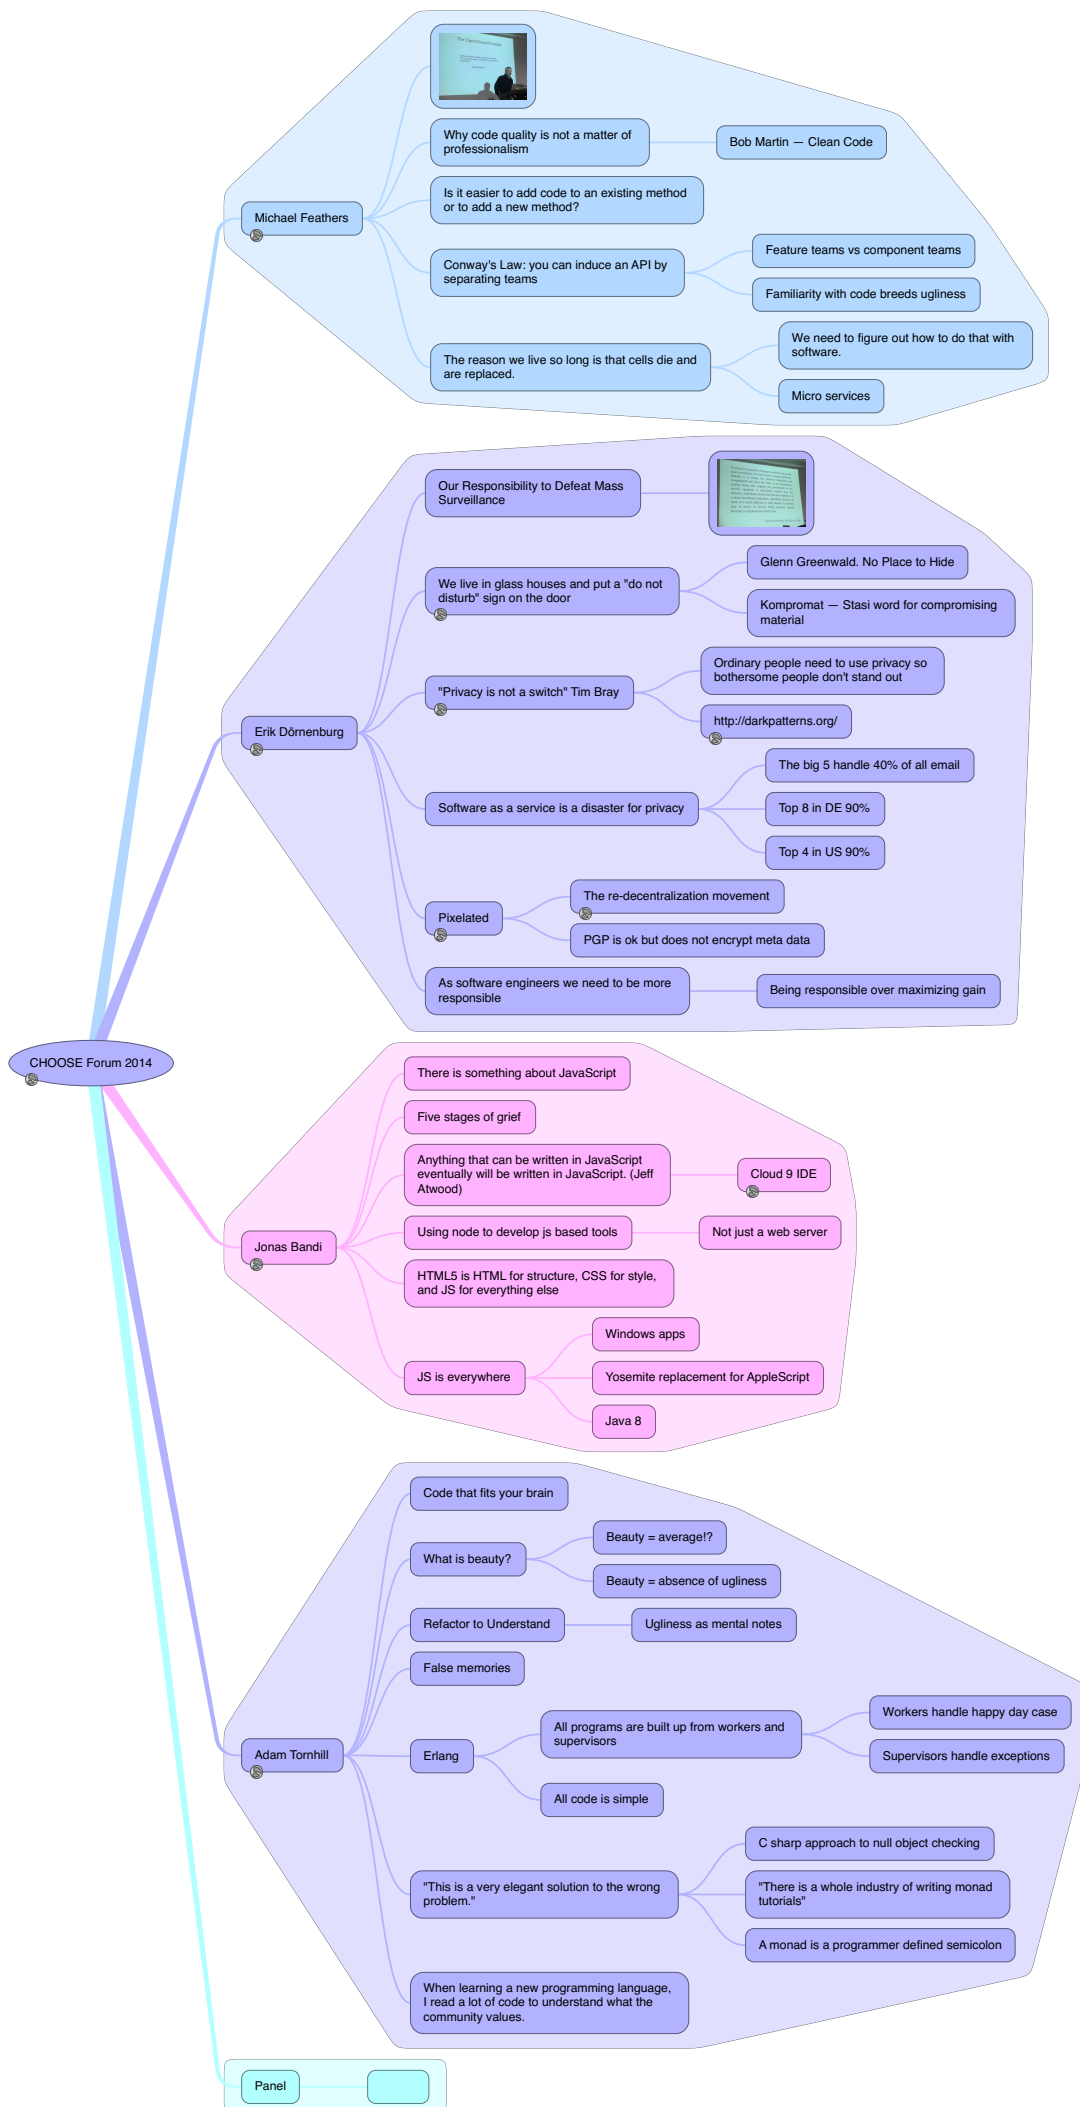 Michael Feathers
Why code quality is not a matter of
professionalism
Bob Martin — Clean Code
Is it easier to add code to an existing method
or to add a new method?
Conway's Law: you can induce an API by
separating teams
Feature teams vs component teams
Familiarity with code breeds ugliness
The reason we live so long is that cells die and
are replaced.
We need to figure out how to do that with
software.
Micro services
Erik Dörnenburg
Our Responsibility to Defeat Mass
Surveillance
We live in glass houses and put a "do not
disturb" sign on the door
Glenn Greenwald. No Place to Hide
Kompromat — Stasi word for compromising
material
"Privacy is not a switch" Tim Bray
Ordinary people need to use privacy so
bothersome people don't stand out
http://darkpatterns.org/
Software as a service is a disaster for privacy
The big 5 handle 40% of all email
Top 8 in DE 90%
Top 4 in US 90%
Pixelated
The re-decentralization movement
PGP is ok but does not encrypt meta data
As software engineers we need to be more
responsible
Being responsible over maximizing gain
CHOOSE Forum 2014
Jonas Bandi
There is something about JavaScript
Five stages of grief
Anything that can be written in JavaScript
eventually will be written in JavaScript. (Jeff
Atwood)
Cloud 9 IDE
Using node to develop js based tools
Not just a web server
HTML5 is HTML for structure, CSS for style,
and JS for everything else
JS is everywhere
Windows apps
Yosemite replacement for AppleScript
Java 8
Adam Tornhill
Code that fits your brain
What is beauty?
Beauty = average!?
Beauty = absence of ugliness
Refactor to Understand
Ugliness as mental notes
False memories
Erlang
All programs are built up from workers and
supervisors
Workers handle happy day case
Supervisors handle exceptions
All code is simple
"This is a very elegant solution to the wrong
problem."
C sharp approach to null object checking
"There is a whole industry of writing monad
tutorials"
A monad is a programmer defined semicolon
When learning a new programming language,
I read a lot of code to understand what the
community values.
Panel